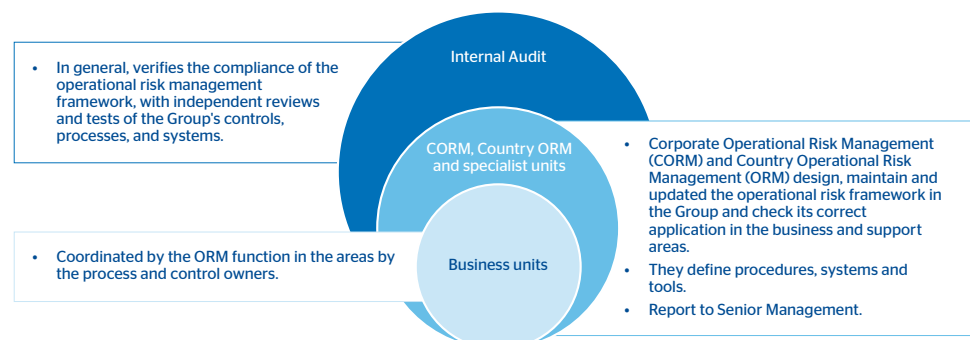 Internal Audit
• In general, verifies the compliance of the
operational risk management
framework, with independent reviews
and tests of the Group's controls,
processes, and systems.
CORM, Country ORM
and specialist units
• Corporate Operational Risk Management
(CORM) and Country Operational Risk
Management (ORM) design, maintain and
updated the operational risk framework in
the Group and check its correct
application in the business and support
areas.
• They define procedures, systems and
tools.
• Report to Senior Management.
• Coordinated by the ORM function in the areas by
the process and control owners.
Business units